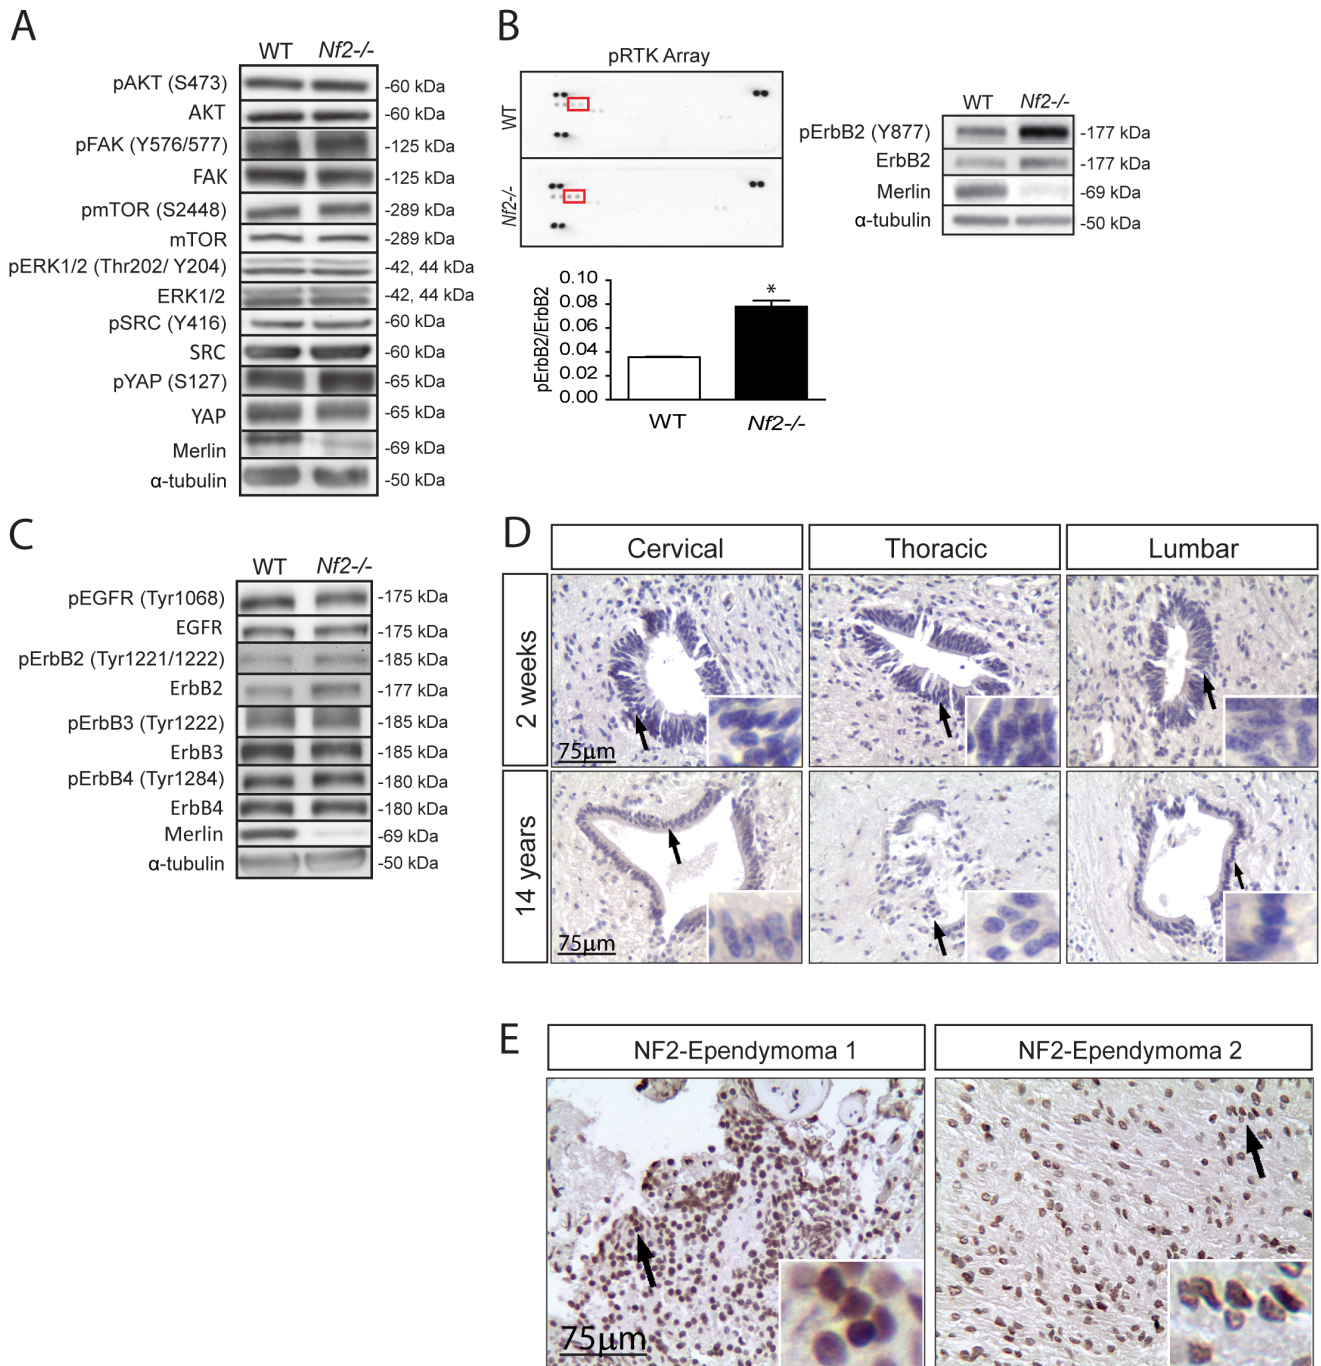 A
WT Nf2-/-
pAKT (S473) -60 kDa
AKT -60 kDa
pFAK (Y576/577) -125 kDa
FAK -125 kDa
pmTOR (S2448) -289 kDa
mTOR -289 kDa
pERK1/2 (Thr202/ Y204) -42, 44 kDa
ERK1/2 -42, 44 kDa
pSRC (Y416) -60 kDa
SRC -60 kDa
pYAP (S127) -65 kDa
YAP -65 kDa
Merlin -69 kDa
α-tubulin -50 kDa
B
pRTK Array
WT
Nf2-/-
WT Nf2-/-
pErbB2 (Y877) -177 kDa
ErbB2 -177 kDa
Merlin -69 kDa
α-tubulin -50 kDa
pErbB2/ErbB2
0.10
0.08
0.06
0.04
0.02
0.00
*
WT Nf2-/-
C
WT Nf2-/-
pEGFR (Tyr1068) -175 kDa
EGFR -175 kDa
pErbB2 (Tyr1221/1222) -185 kDa
ErbB2 -177 kDa
pErbB3 (Tyr1222) -185 kDa
ErbB3 -185 kDa
pErbB4 (Tyr1284) -180 kDa
ErbB4 -180 kDa
Merlin -69 kDa
α-tubulin -50 kDa
D
Cervical Thoracic Lumbar
2 weeks
75µm
14 years
75µm
E
NF2-Ependymoma 1 NF2-Ependymoma 2
75µm